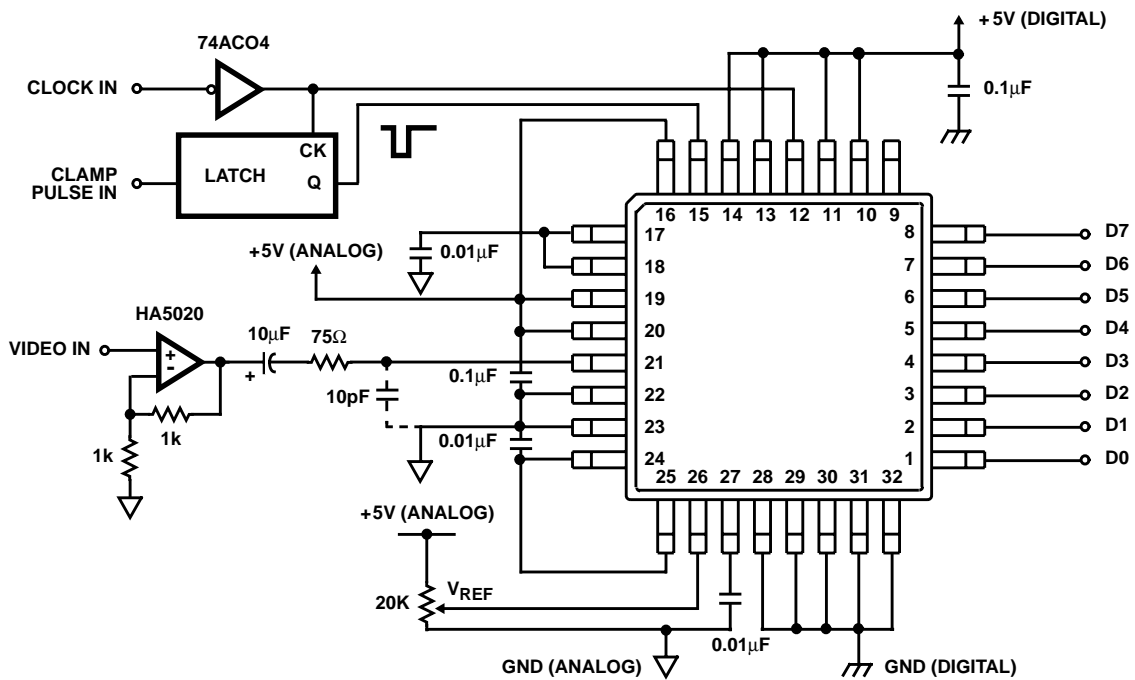 +5V (DIGITAL)
74ACO4
CLOCK IN
0.1μF
CK
LATCH
Q
CLAMP
PULSE IN
16 15 14 13 12 11 10 9
17
18
19
20
21
22
23
24
8
7
6
5
4
3
2
1
D7
D6
D5
D4
D3
D2
D1
D0
25 26 27 28 29 30 31 32
0.01μF
+5V (ANALOG)
HA5020
VIDEO IN
+
-
10μF
+
75Ω
10pF
0.1μF
0.01μF
1k
1k
+5V (ANALOG)
20K
VREF
0.01μF
GND (ANALOG)
GND (DIGITAL)